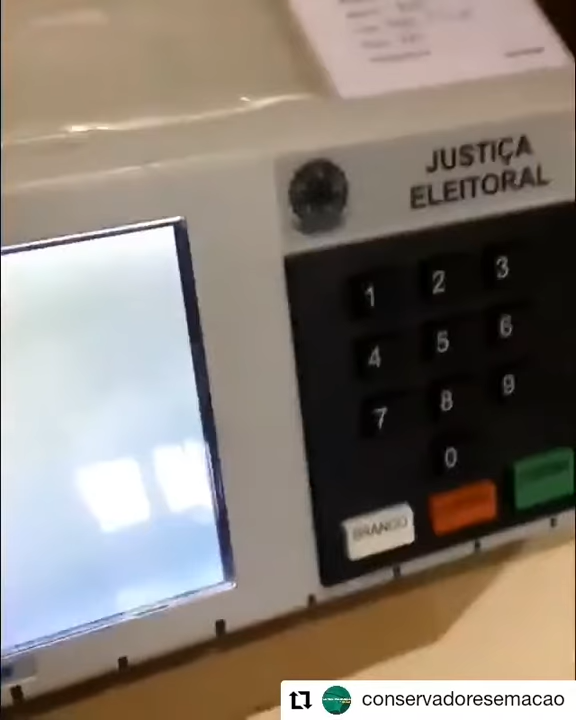 JUSTIÇA
ELEITORAL
1 2 3
4 5 6
7 8 9
0
BRANCO
conservadoresemacao